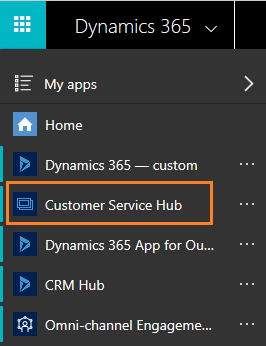 Dynamics 365
My apps
Home
Dynamics 365 — custom
Customer Service Hub
Dynamics 365 App for Ou...
CRM Hub
Omni-channel Engageme...